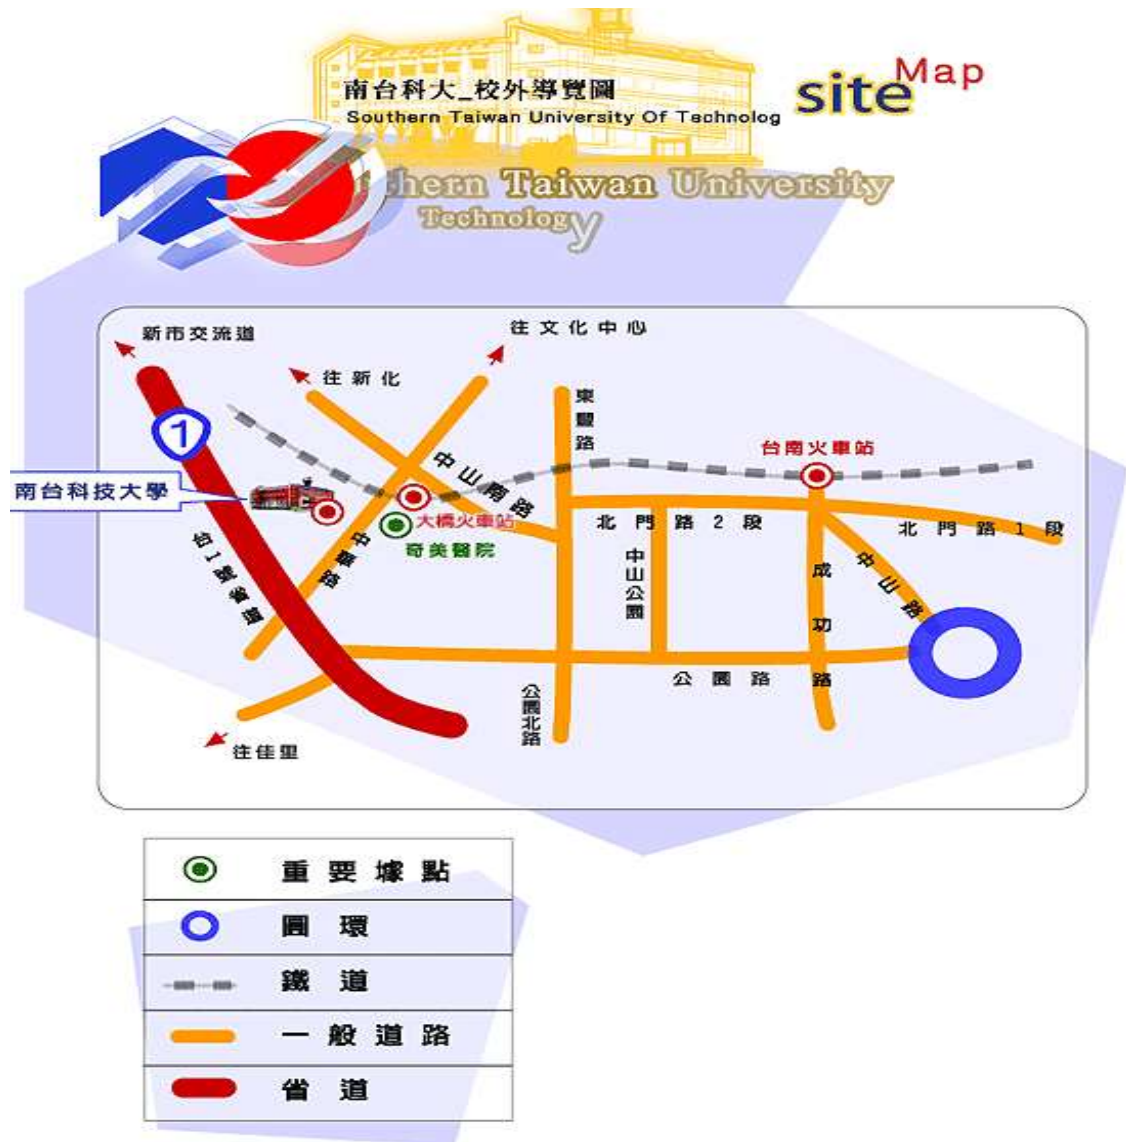 南台科大_校外導覽圖
Southern Taiwan University Of Technolog
site Map
thern Taiwan University
Technology
y
新市交流道
往文化中心
往新化
東豐路
1
台南火車站
中山南路
南台科技大學
大橋火車站
奇美醫院
北門路2段
北門路1段
中華路
台1號省道
中山公園
成功路
中山路
公園路
公園北路
往佳里
重要據點
圓環
鐵道
一般道路
省道